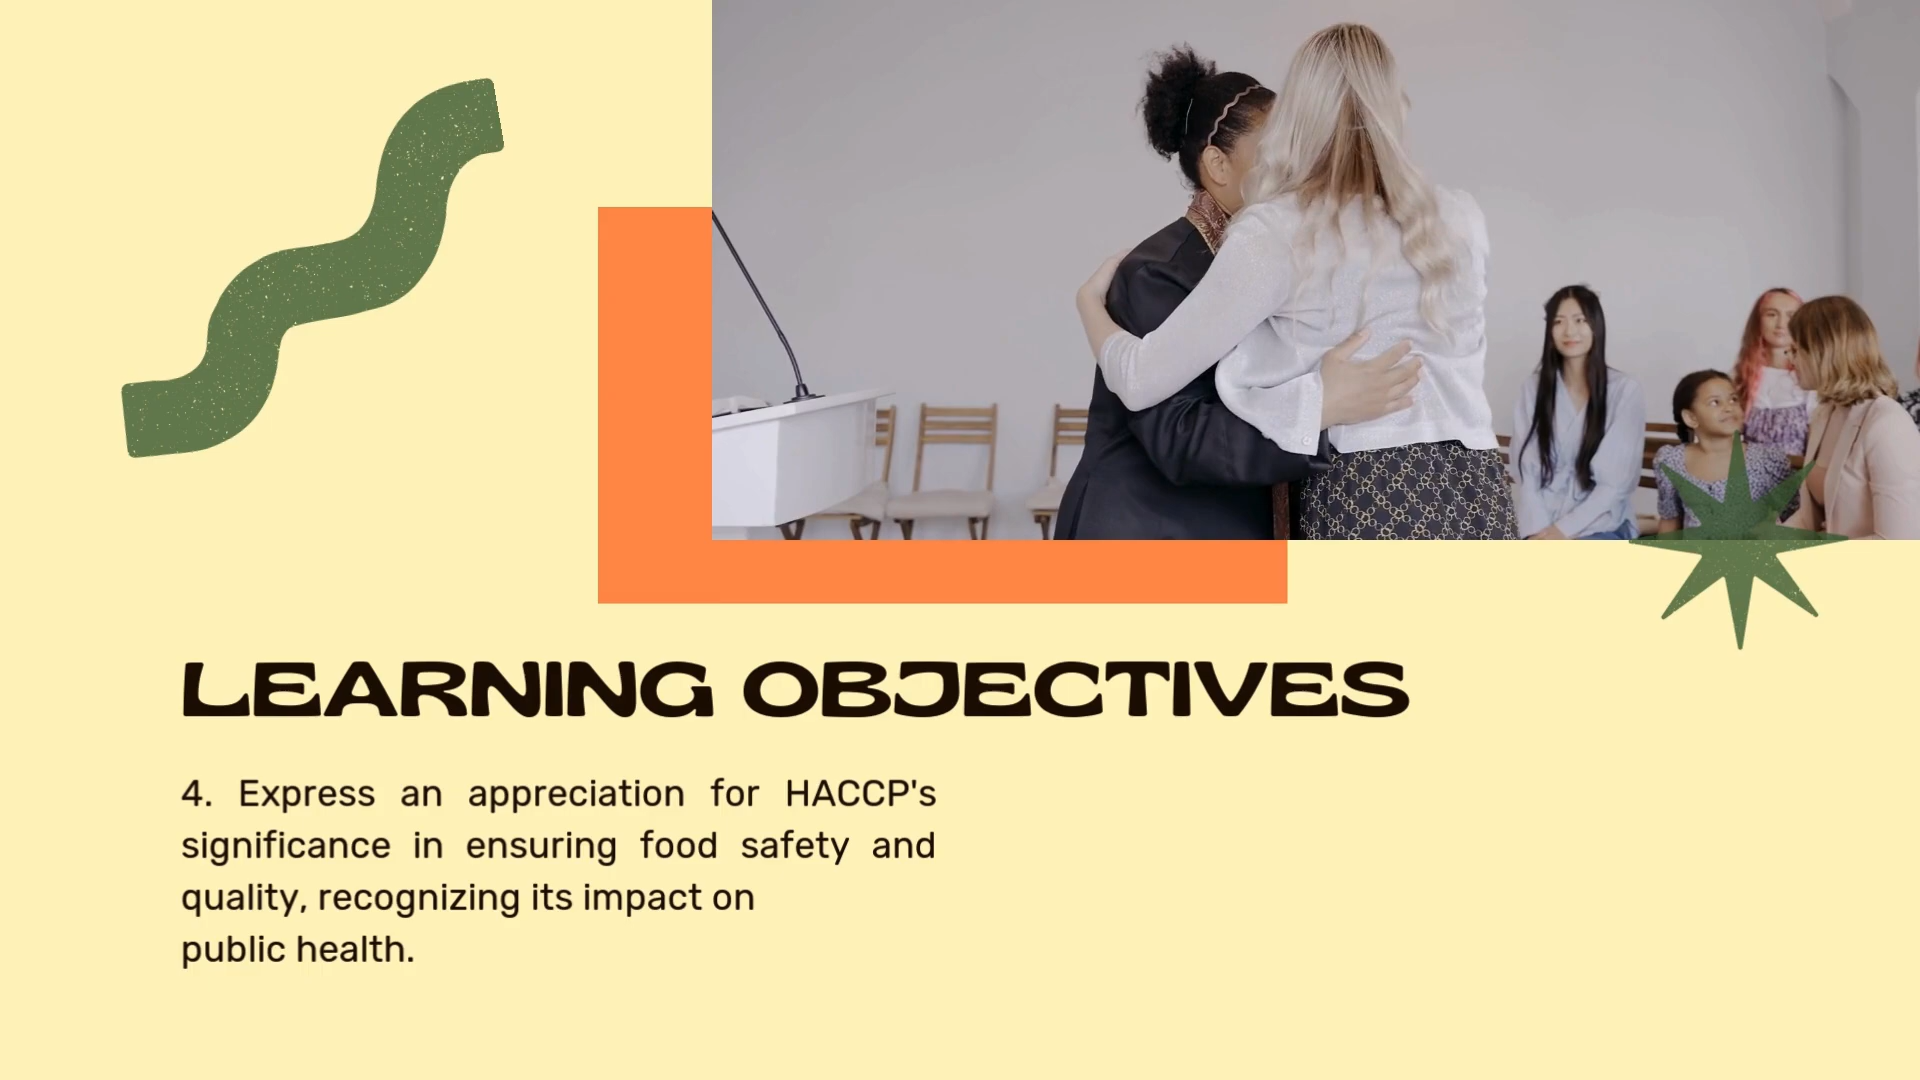 LEARNING OBJECTIVES
4. Express an appreciation for HACCP's
significance in ensuring food safety and
quality, recognizing its impact on
public health.